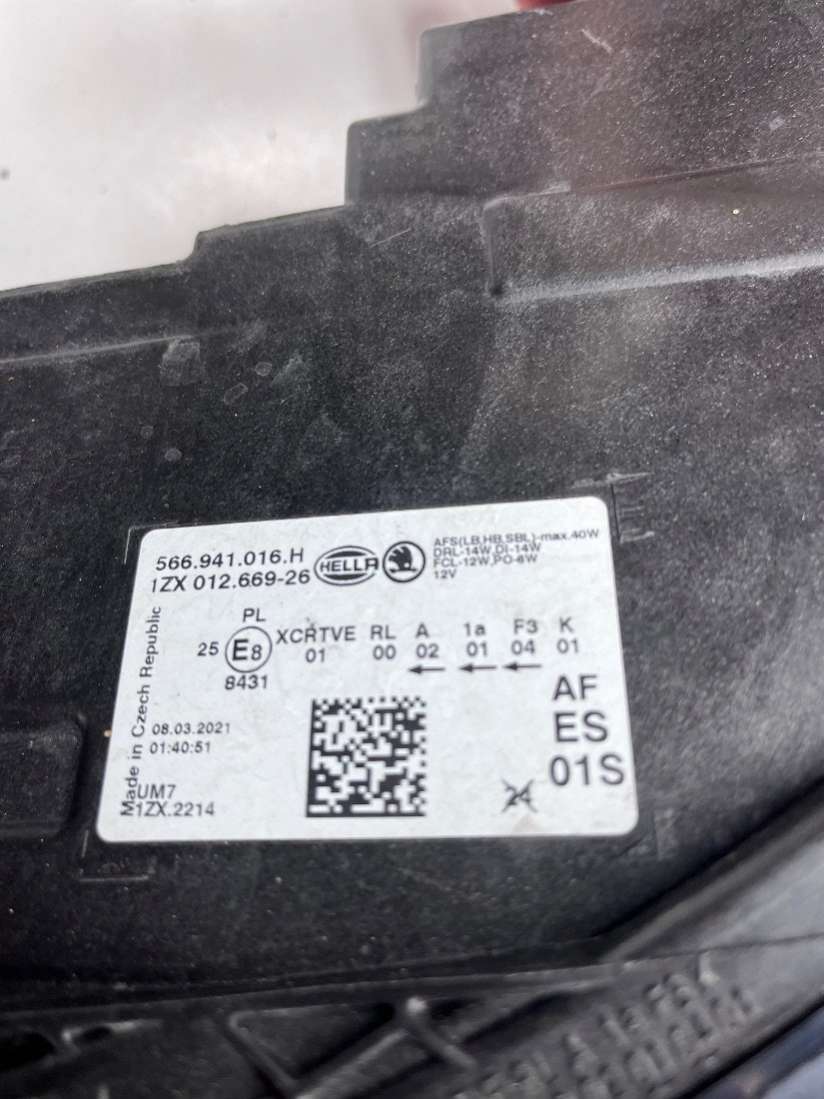 566.941.016.H
1ZX 012.669-26
HELLA
AFS(LB,HB,SBL)-max.40W
DRL-14W,DI-14W
FCL-12W,PO-6W
12V
PL
25 E8 XCRTVE RL A 1a F3 K
01 00 02 01 04 01
8431
Made in Czech Republic
08.03.2021
01:40:51
AF
ES
01S
UM7
1ZX.2214
24